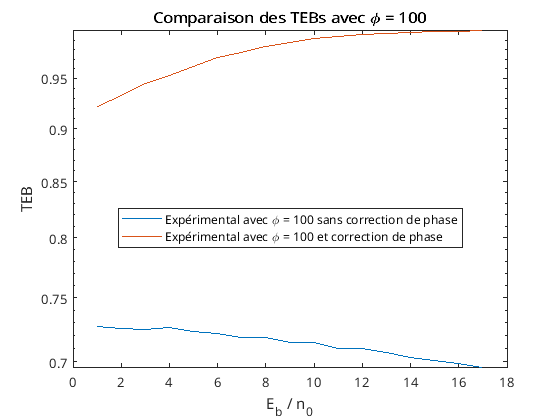 Comparaison des TEBs avec ϕ = 100
0.95
0.9
0.85
0.8
0.75
0.7
TEB
Expérimental avec ϕ = 100 sans correction de phase
Expérimental avec ϕ = 100 et correction de phase
0 2 4 6 8 10 12 14 16 18
E_b / n_0